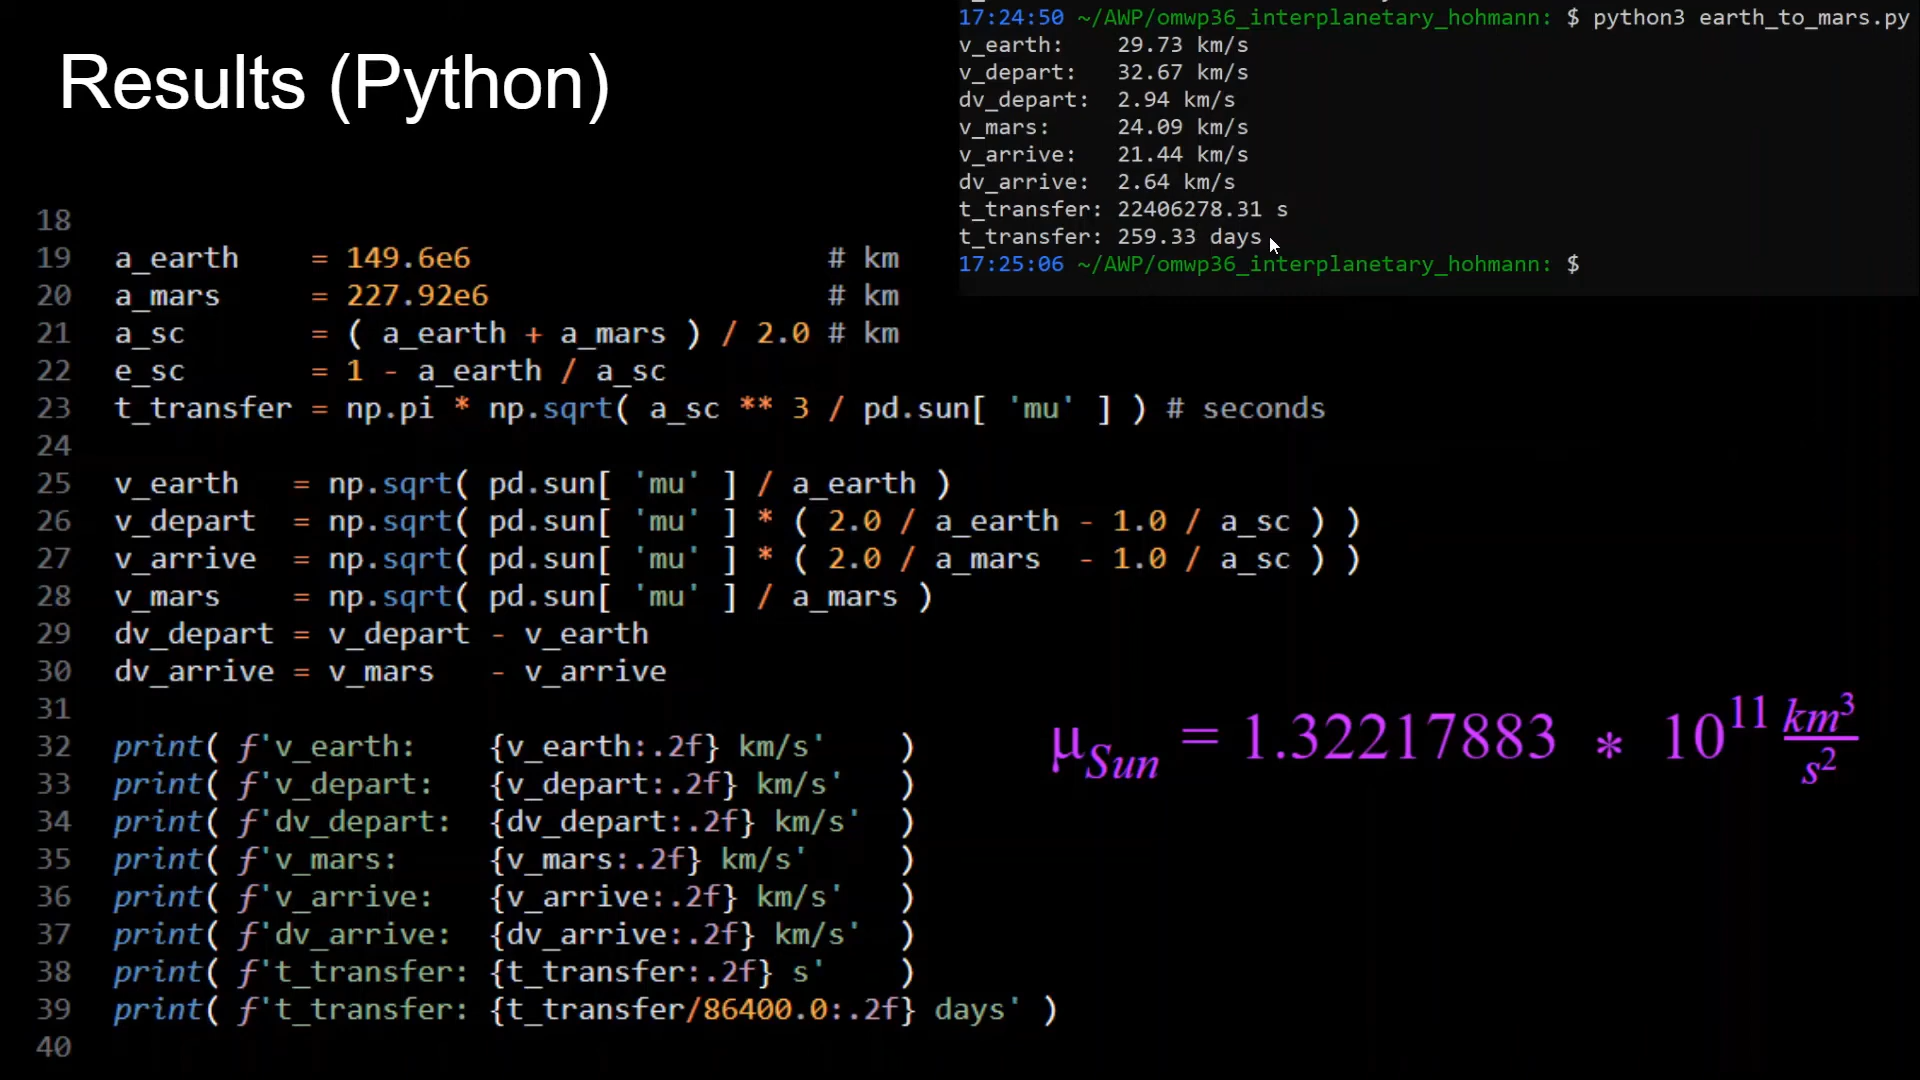 Results (Python)
17:24:50 ~/AWP/omwp36_interplanetary_hohmann: $ python3 earth_to_mars.py
v_earth:    29.73 km/s
v_depart:   32.67 km/s
dv_depart:  2.94 km/s
v_mars:     24.09 km/s
v_arrive:   21.44 km/s
dv_arrive:  2.64 km/s
t_transfer: 22406278.31 s
t_transfer: 259.33 days
17:25:06 ~/AWP/omwp36_interplanetary_hohmann: $
18
19  a_earth    = 149.6e6                    # km
20  a_mars     = 227.92e6                   # km
21  a_sc       = ( a_earth + a_mars ) / 2.0 # km
22  e_sc       = 1 - a_earth / a_sc
23  t_transfer = np.pi * np.sqrt( a_sc ** 3 / pd.sun[ 'mu' ] ) # seconds
24
25  v_earth   = np.sqrt( pd.sun[ 'mu' ] / a_earth )
26  v_depart  = np.sqrt( pd.sun[ 'mu' ] * ( 2.0 / a_earth - 1.0 / a_sc ) )
27  v_arrive  = np.sqrt( pd.sun[ 'mu' ] * ( 2.0 / a_mars  - 1.0 / a_sc ) )
28  v_mars    = np.sqrt( pd.sun[ 'mu' ] / a_mars )
29  dv_depart = v_depart - v_earth
30  dv_arrive = v_mars   - v_arrive
31
32  print( f'v_earth:    {v_earth:.2f} km/s'    )
33  print( f'v_depart:   {v_depart:.2f} km/s'   )
34  print( f'dv_depart:  {dv_depart:.2f} km/s'  )
35  print( f'v_mars:     {v_mars:.2f} km/s'     )
36  print( f'v_arrive:   {v_arrive:.2f} km/s'   )
37  print( f'dv_arrive:  {dv_arrive:.2f} km/s'  )
38  print( f't_transfer: {t_transfer:.2f} s'    )
39  print( f't_transfer: {t_transfer/86400.0:.2f} days' )
40
μ_Sun = 1.32217883 * 10^11 km^3/s^2